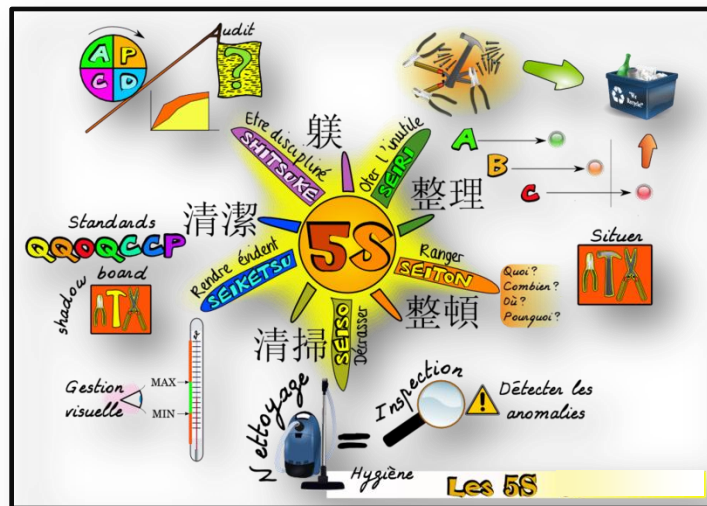 Audit
A P
C D
?
躾
Etre discipliné
SHITSUKE
Oter l'inutile
SEIRI
整理
A
B
C
清潔
5S
Standards
QQOQCCP
Rendre évident
SEIKETSU
Ranger
SEITON
Quoi?
Combien?
Où?
Pourquoi?
Situer
shadow
board
清掃
SEISO
Décrasser
整頓
Gestion
visuelle
MAX
MIN
Nettoyage
=
Inspection
Détecter les
anomalies
Hygiène
Les 5S